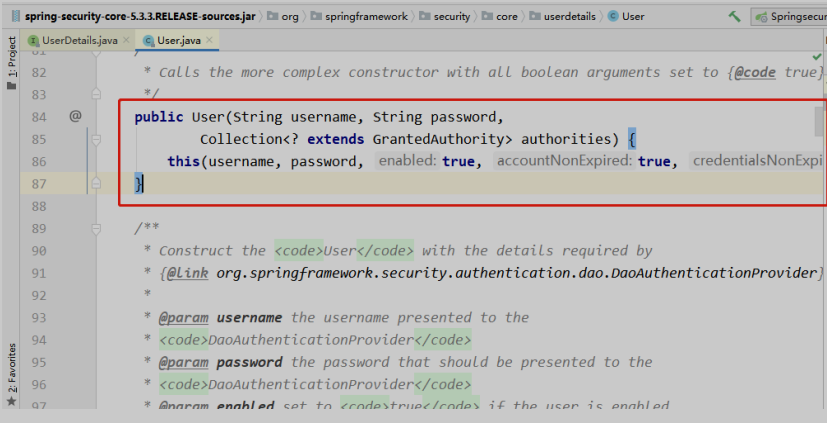 spring-security-core-5.3.3.RELEASE-sources.jar org springframework security core userdetails User Springsecur
UserDetails.java × User.java ×
1: Project
82 * Calls the more complex constructor with all boolean arguments set to {@code true}
83 */
84 @ public User(String username, String password,
85 Collection<? extends GrantedAuthority> authorities) {
86 this(username, password, enabled: true, accountNonExpired: true, credentialsNonExpi
87 }
88
89 /**
90 * Construct the <code>User</code> with the details required by
91 * {@link org.springframework.security.authentication.dao.DaoAuthenticationProvider}
92 *
93 * @param username the username presented to the
94 * <code>DaoAuthenticationProvider</code>
95 * @param password the password that should be presented to the
96 * <code>DaoAuthenticationProvider</code>
97 * @param enabled set to <code>true</code> if the user is enabled
2: Favorites